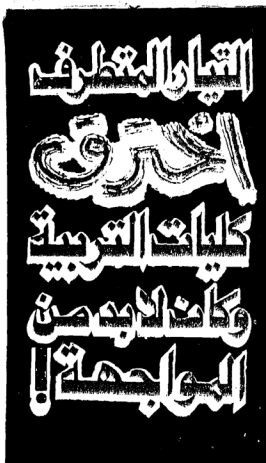 التيار المتطرف
اخترق
كليات التربية
وكان لابد من
المواجهة !